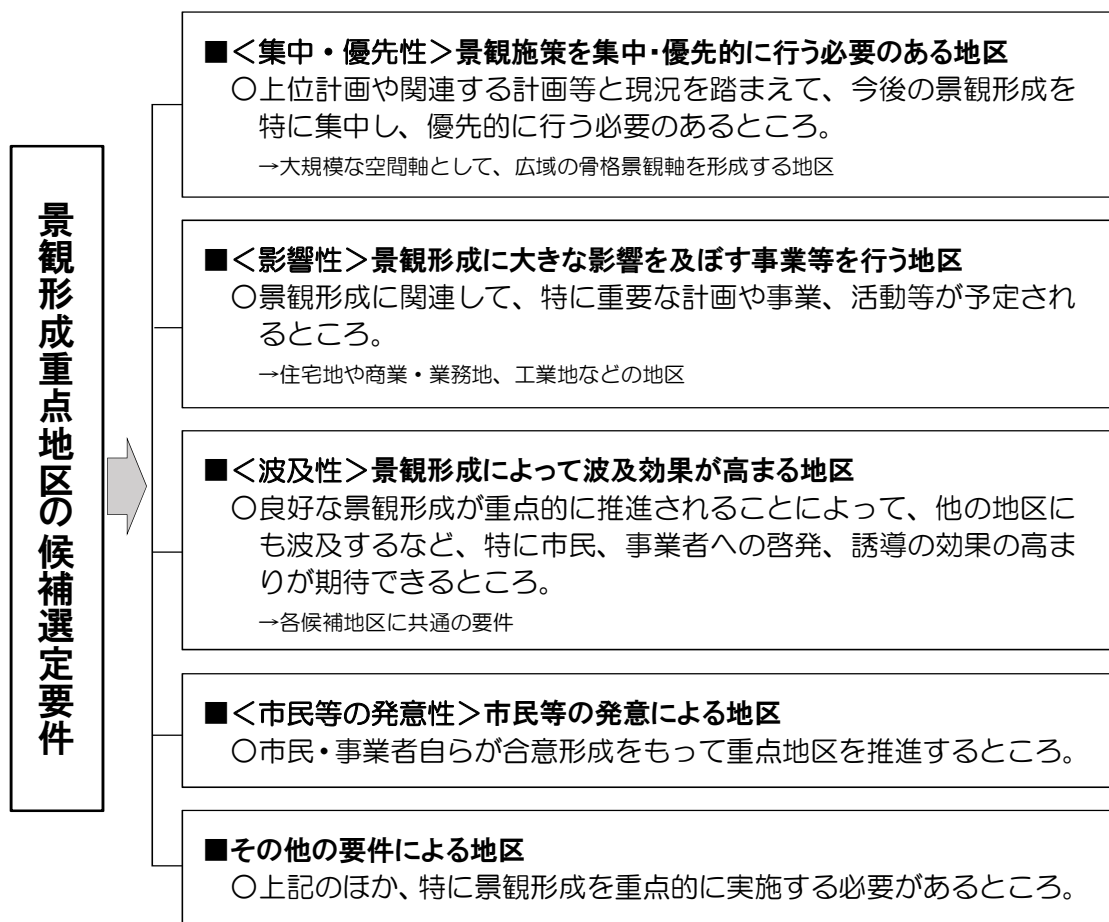 景観形成重点地区の候補選定要件
■＜集中・優先性＞景観施策を集中・優先的に行う必要のある地区
○上位計画や関連する計画等と現況を踏まえて、今後の景観形成を
特に集中し、優先的に行う必要のあるところ。
→大規模な空間軸として、広域の骨格景観軸を形成する地区
■＜影響性＞景観形成に大きな影響を及ぼす事業等を行う地区
○景観形成に関連して、特に重要な計画や事業、活動等が予定され
るところ。
→住宅地や商業・業務地、工業地などの地区
■＜波及性＞景観形成によって波及効果が高まる地区
○良好な景観形成が重点的に推進されることによって、他の地区に
も波及するなど、特に市民、事業者への啓発、誘導の効果の高ま
りが期待できるところ。
→各候補地区に共通の要件
■＜市民等の発意性＞市民等の発意による地区
○市民・事業者自らが合意形成をもって重点地区を推進するところ。
■その他の要件による地区
○上記のほか、特に景観形成を重点的に実施する必要があるところ。